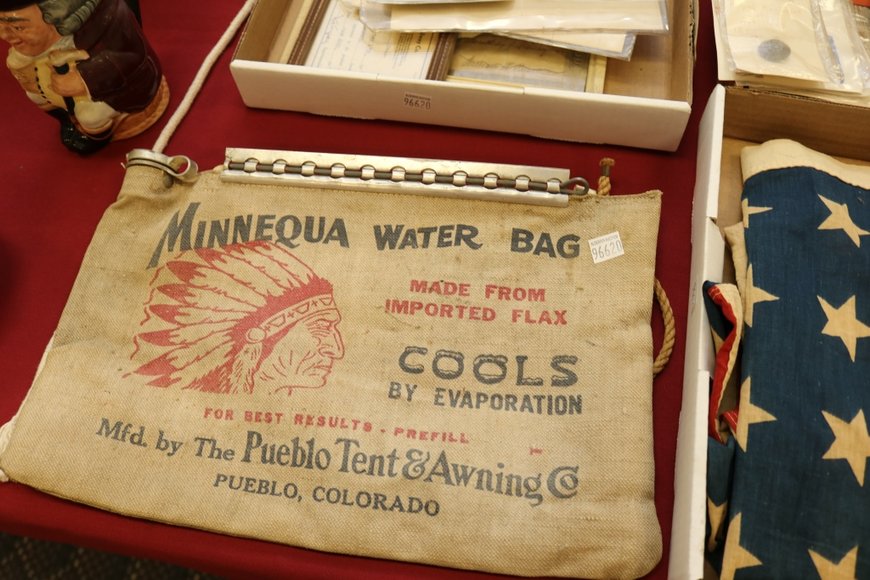 96620
MINNEQUA WATER BAG
96620
MADE FROM
IMPORTED FLAX
COOLS
BY EVAPORATION
FOR BEST RESULTS - PREFILL
Mfd. by The Pueblo Tent & Awning Co
PUEBLO, COLORADO